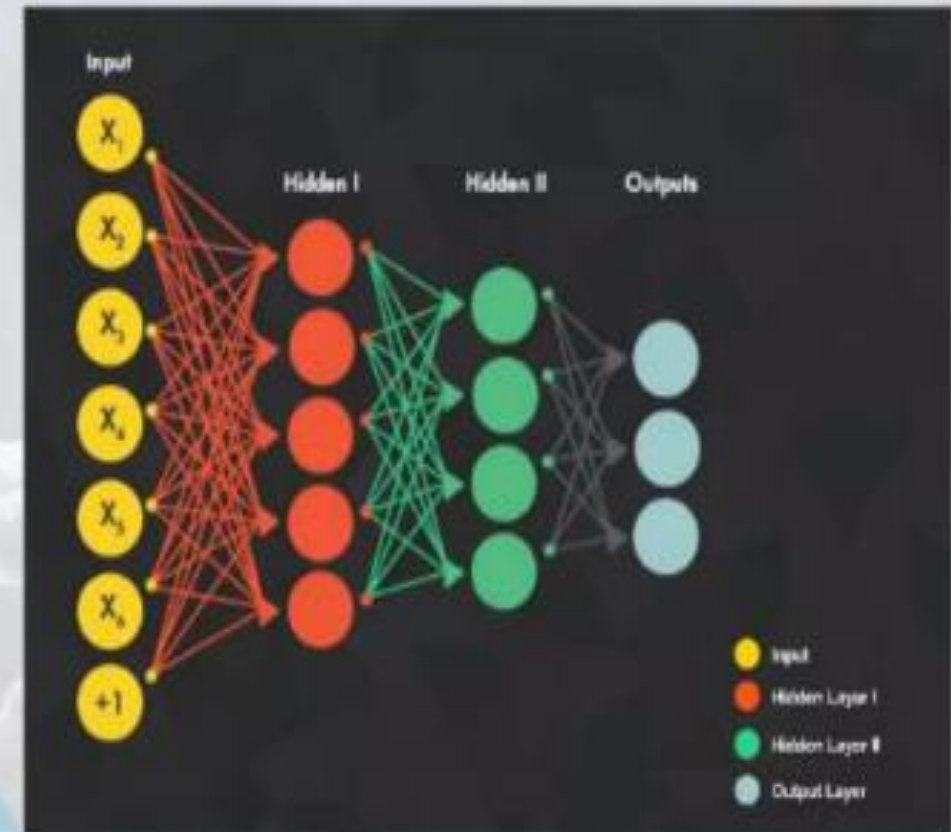 Input
X₁
X₂
X₃
X₄
X₅
X₆
+1
Hidden I
Hidden II
Outputs
Input
Hidden Layer I
Hidden Layer II
Output Layer